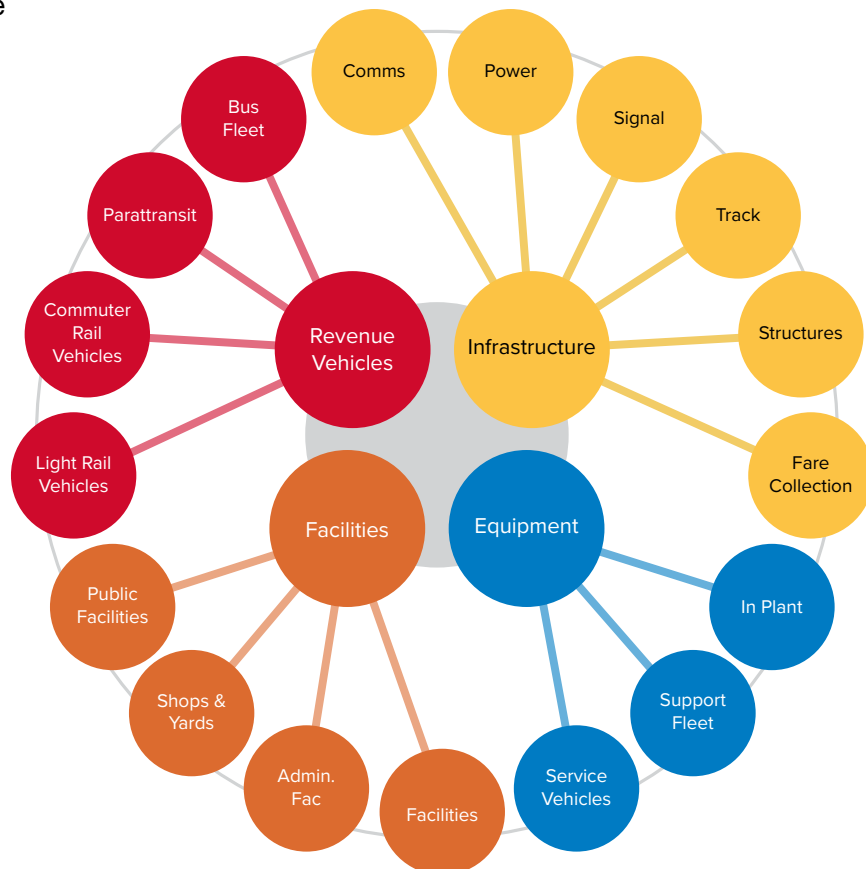 e
Comms
Power
Bus
Fleet
Signal
Parattransit
Track
Commuter
Rail
Vehicles
Revenue
Vehicles
Infrastructure
Structures
Light Rail
Vehicles
Fare
Collection
Facilities
Equipment
Public
Facilities
In Plant
Shops &
Yards
Support
Fleet
Admin.
Fac
Facilities
Service
Vehicles